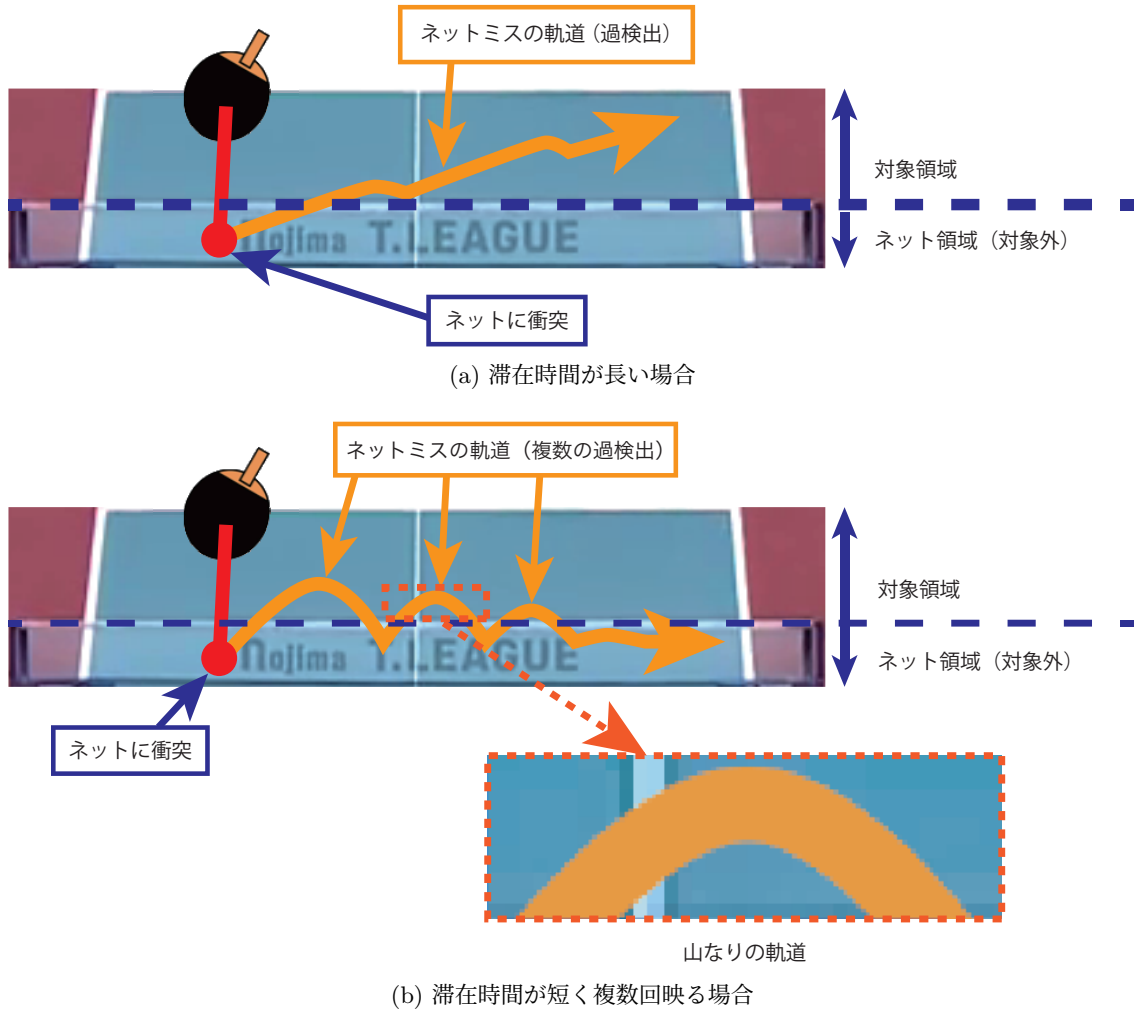 ネットミスの軌道（過検出）
対象領域
nojima T.LEAGUE
ネット領域（対象外）
ネットに衝突
(a) 滞在時間が長い場合
ネットミスの軌道（複数の過検出）
対象領域
nojima T.LEAGUE
ネット領域（対象外）
ネットに衝突
山なりの軌道
(b) 滞在時間が短く複数回映る場合